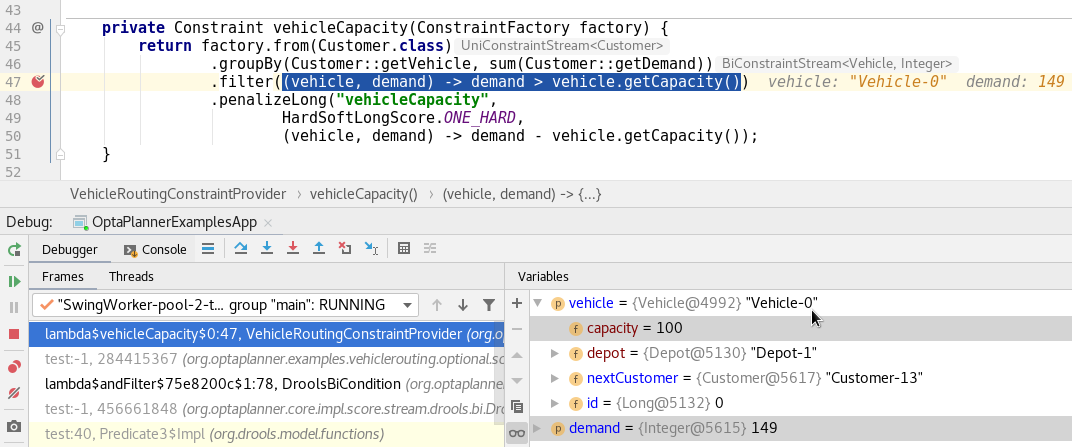 43
44 @ private Constraint vehicleCapacity(ConstraintFactory factory) {
45 return factory.from(Customer.class) UniConstraintStream<Customer>
46 .groupBy(Customer::getVehicle, sum(Customer::getDemand)) BiConstraintStream<Vehicle, Integer>
47 .filter((vehicle, demand) -> demand > vehicle.getCapacity()) vehicle: "Vehicle-0" demand: 149
48 .penalizeLong("vehicleCapacity",
49 HardSoftLongScore.ONE_HARD,
50 (vehicle, demand) -> demand - vehicle.getCapacity());
51 }
52
VehicleRoutingConstraintProvider › vehicleCapacity() › (vehicle, demand) -> {...}
Debug: OptaPlannerExamplesApp ×
Debugger Console
Frames Threads
Variables
"SwingWorker-pool-2-t... group "main": RUNNING
lambda$vehicleCapacity$0:47, VehicleRoutingConstraintProvider (org.o
test:-1, 284415367 (org.optaplanner.examples.vehiclerouting.optional.sc
lambda$andFilter$75e8200c$1:78, DroolsBiCondition (org.optaplanne
test:-1, 456661848 (org.optaplanner.core.impl.score.stream.drools.bi.Dro
test:40, Predicate3$Impl (org.drools.model.functions)
p vehicle = {Vehicle@4992} "Vehicle-0"
f capacity = 100
f depot = {Depot@5130} "Depot-1"
f nextCustomer = {Customer@5617} "Customer-13"
f id = {Long@5132} 0
p demand = {Integer@5615} 149